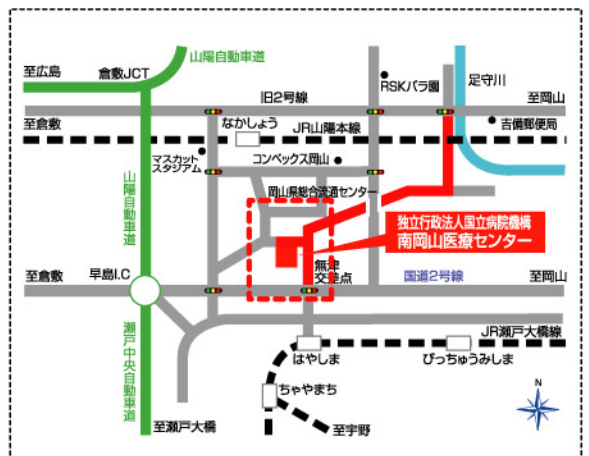 山陽自動車道
至広島
倉敷JCT
RSKバラ園
足守川
旧2号線
至岡山
至倉敷
なかしょう
JR山陽本線
吉備郵便局
マスカット
スタジアム
コンベックス岡山
山陽自動車道
岡山県総合流通センター
独立行政法人国立病院機構
南岡山医療センター
無津
交差点
至倉敷
早島I.C
国道2号線
至岡山
瀬戸中央自動車道
JR瀬戸大橋線
はやしま
びっちゅうみしま
ちゃやまち
至瀬戸大橋
至宇野
N